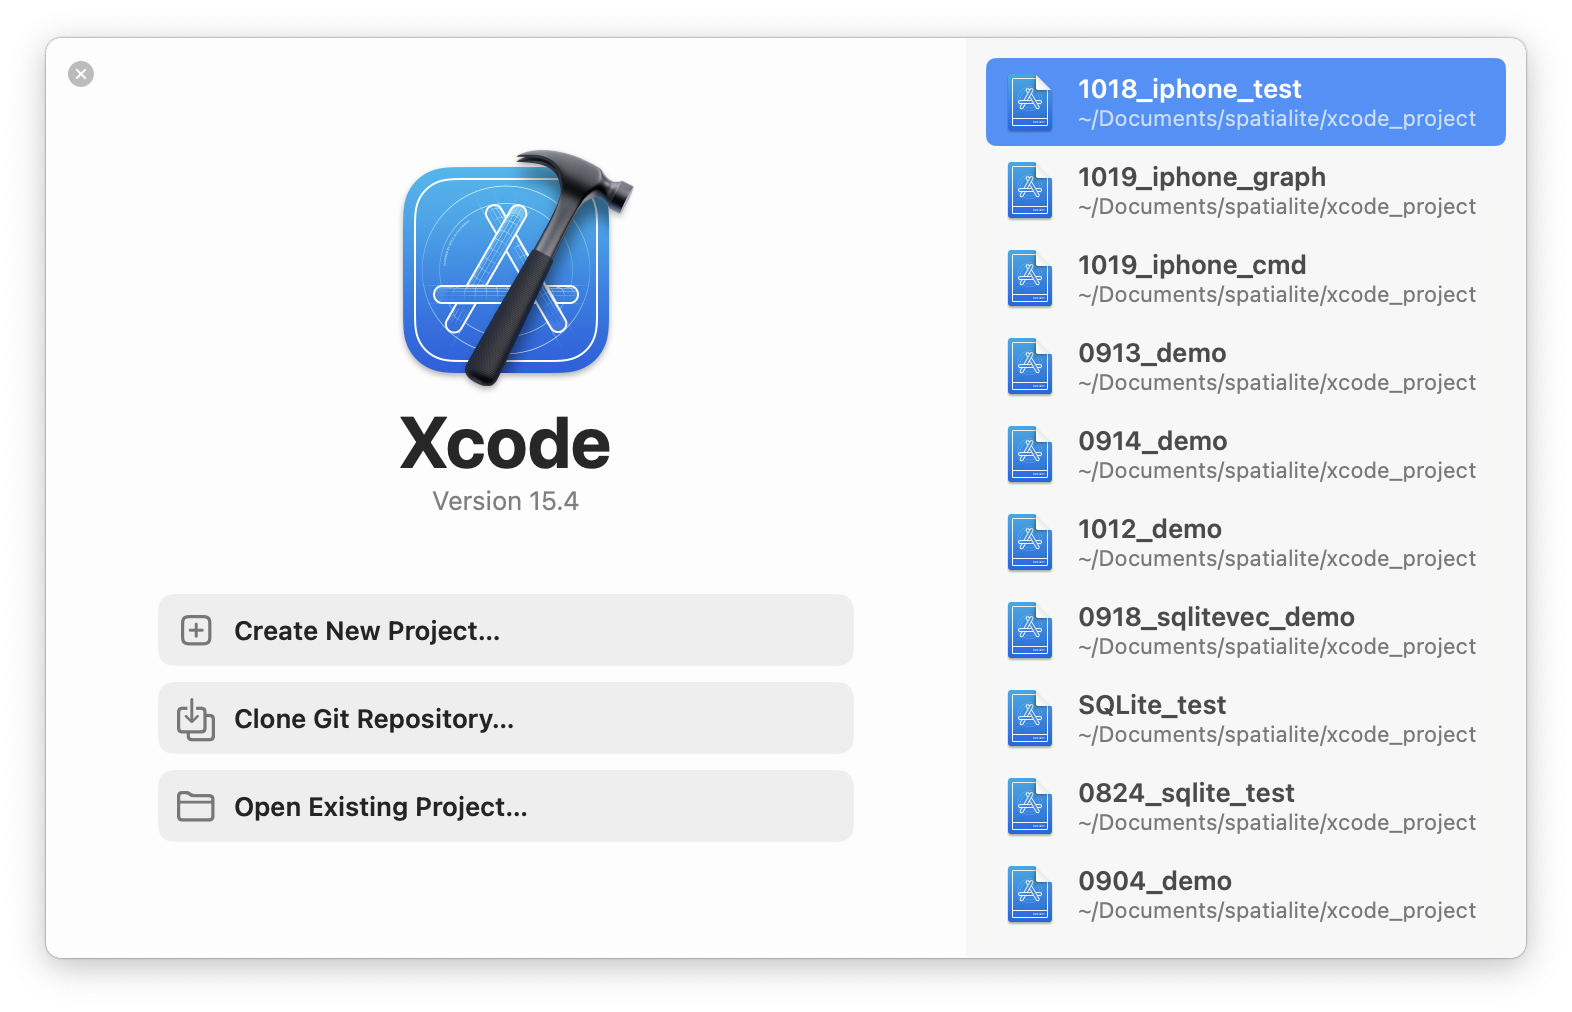 Xcode
Version 15.4
Create New Project...
Clone Git Repository...
Open Existing Project...
1018_iphone_test
~/Documents/spatialite/xcode_project
1019_iphone_graph
~/Documents/spatialite/xcode_project
1019_iphone_cmd
~/Documents/spatialite/xcode_project
0913_demo
~/Documents/spatialite/xcode_project
0914_demo
~/Documents/spatialite/xcode_project
1012_demo
~/Documents/spatialite/xcode_project
0918_sqlitevec_demo
~/Documents/spatialite/xcode_project
SQLite_test
~/Documents/spatialite/xcode_project
0824_sqlite_test
~/Documents/spatialite/xcode_project
0904_demo
~/Documents/spatialite/xcode_project